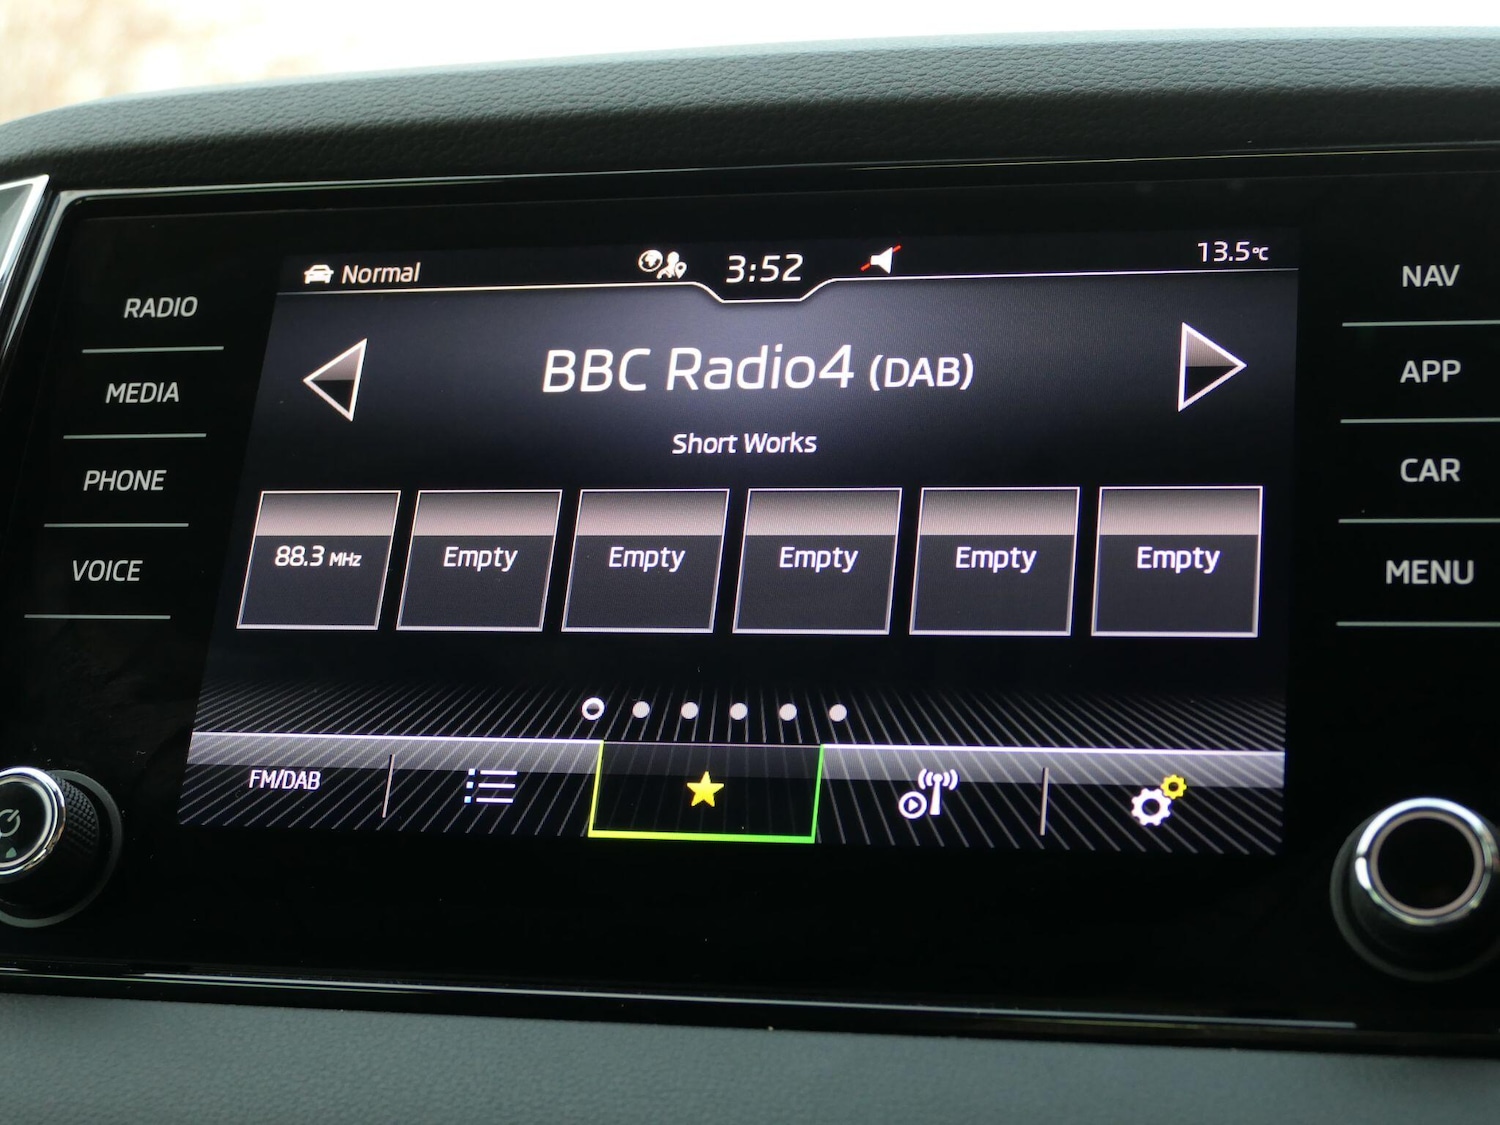 Normal
3:52
13.5°C
RADIO
MEDIA
PHONE
VOICE
BBC Radio4 (DAB)
Short Works
88.3 MHz
Empty
Empty
Empty
Empty
Empty
FM/DAB
NAV
APP
CAR
MENU